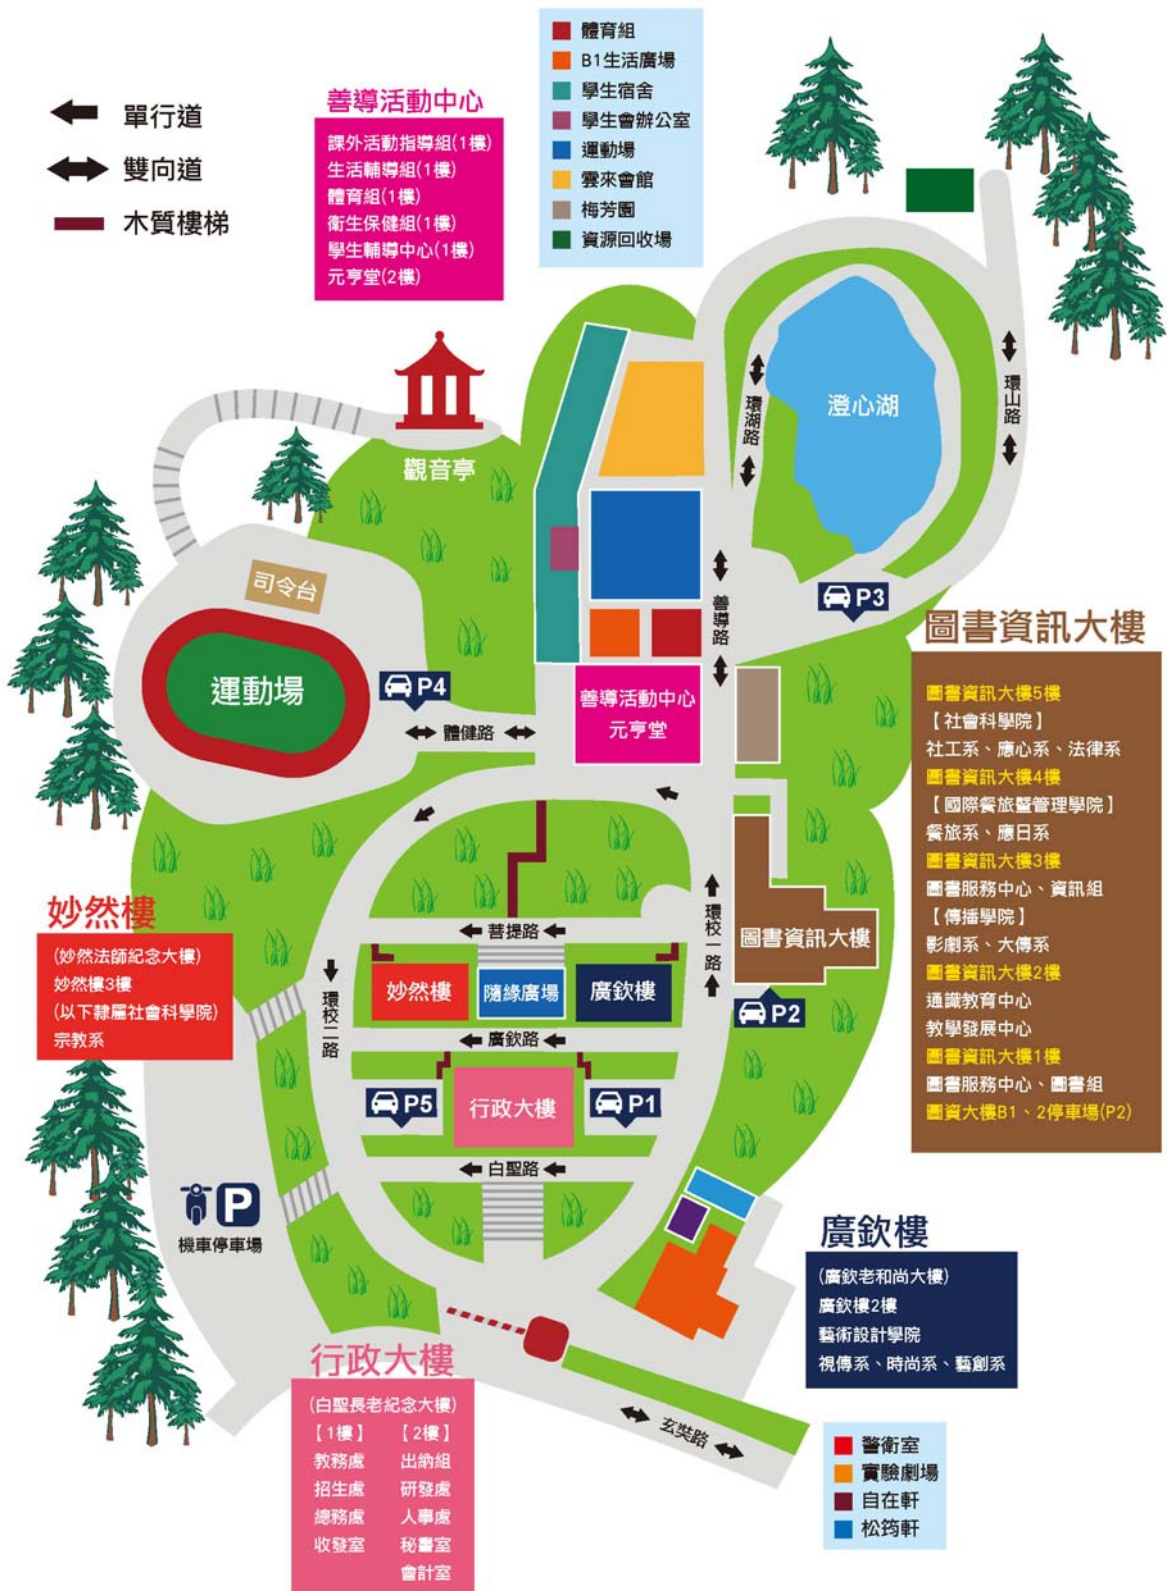 單行道
雙向道
木質樓梯
善導活動中心
課外活動指導組(1樓)
生活輔導組(1樓)
體育組(1樓)
衛生保健組(1樓)
學生輔導中心(1樓)
元亨堂(2樓)
體育組
B1生活廣場
學生宿舍
學生會辦公室
運動場
雲來會館
梅芳園
資源回收場
觀音亭
澄心湖
環湖路
環山路
司令台
運動場
P4
體健路
善導路
P3
善導活動中心
元亨堂
圖書資訊大樓
圖書資訊大樓5樓
【社會科學院】
社工系、應心系、法律系
圖書資訊大樓4樓
【國際餐旅暨管理學院】
餐旅系、應日系
圖書資訊大樓3樓
圖書服務中心、資訊組
【傳播學院】
影劇系、大傳系
圖書資訊大樓2樓
通識教育中心
教學發展中心
圖書資訊大樓1樓
圖書服務中心、圖書組
圖資大樓B1、2停車場(P2)
妙然樓
(妙然法師紀念大樓)
妙然樓3樓
(以下隸屬社會科學院)
宗教系
環校二路
菩提路
妙然樓
隨緣廣場
廣欽樓
環校一路
圖書資訊大樓
P2
廣欽路
P5
行政大樓
P1
白聖路
P
機車停車場
廣欽樓
(廣欽老和尚大樓)
廣欽樓2樓
藝術設計學院
視傳系、時尚系、藝創系
行政大樓
(白聖長老紀念大樓)
【1樓】 【2樓】
教務處 出納組
招生處 研發處
總務處 人事處
收發室 秘書室
會計室
玄奘路
警衛室
實驗劇場
自在軒
松筠軒